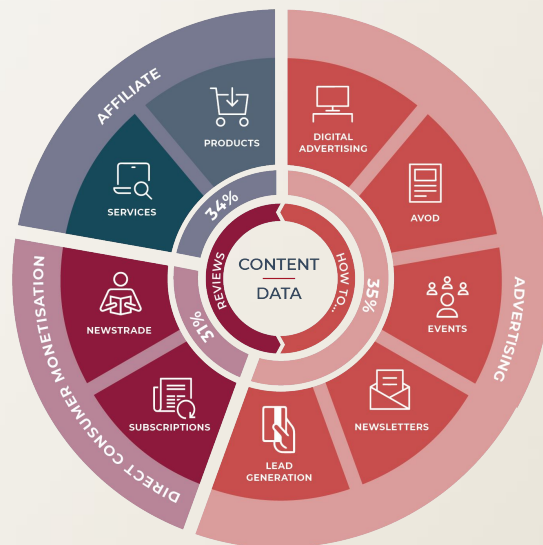 AFFILIATE
PRODUCTS
SERVICES
34%
DIGITAL
ADVERTISING
AVOD
EVENTS
NEWSLETTERS
LEAD
GENERATION
35%
ADVERTISING
NEWSTRADE
SUBSCRIPTIONS
31%
DIRECT CONSUMER MONETISATION
REVIEWS
HOW TO...
CONTENT
DATA